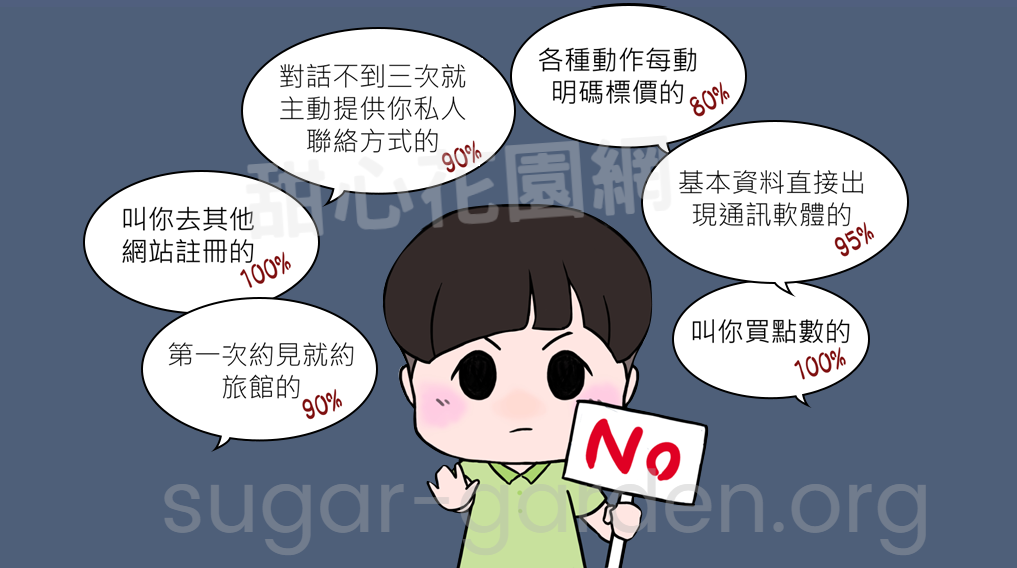 對話不到三次就
主動提供你私人
聯絡方式的
90%
各種動作每動
明碼標價的
80%
叫你去其他
網站註冊的
100%
基本資料直接出
現通訊軟體的
95%
第一次約見就約
旅館的
90%
叫你買點數的
100%
甜心花園網
No
sugar-garden.org